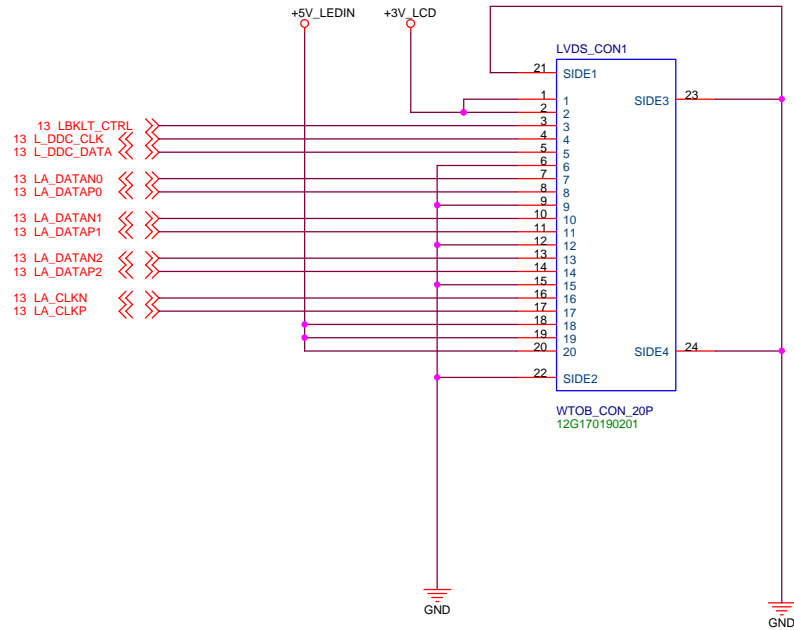 +5V_LEDIN
+3V_LCD
LVDS_CON1
21 SIDE1
1 1
SIDE3 23
2 2
13 LBKLT_CTRL 3 3
13 L_DDC_CLK 4 4
13 L_DDC_DATA 5 5
6 6
13 LA_DATAN0 7 7
13 LA_DATAP0 8 8
9 9
13 LA_DATAN1 10 10
13 LA_DATAP1 11 11
12 12
13 LA_DATAN2 13 13
13 LA_DATAP2 14 14
15 15
13 LA_CLKN 16 16
13 LA_CLKP 17 17
18 18
19 19
20 20
SIDE4 24
22 SIDE2
WTOB_CON_20P
12G170190201
GND
GND